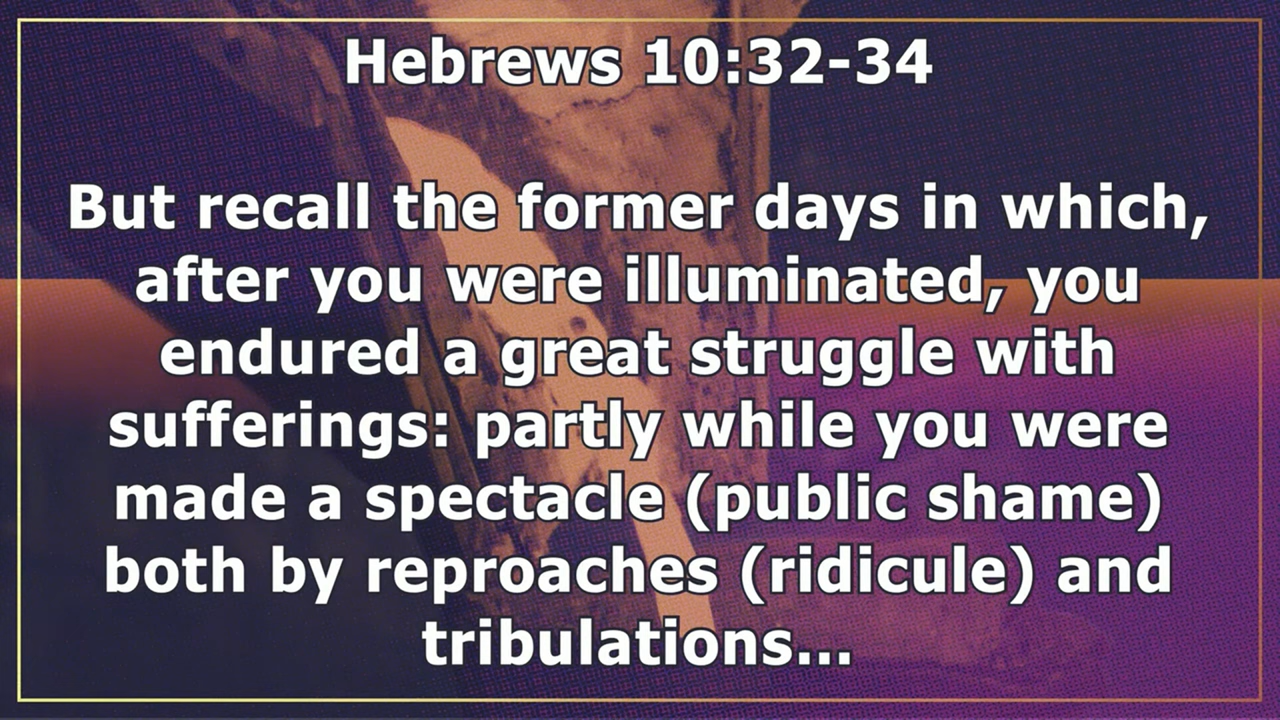 Hebrews 10:32-34
But recall the former days in which,
after you were illuminated, you
endured a great struggle with
sufferings: partly while you were
made a spectacle (public shame)
both by reproaches (ridicule) and
tribulations...